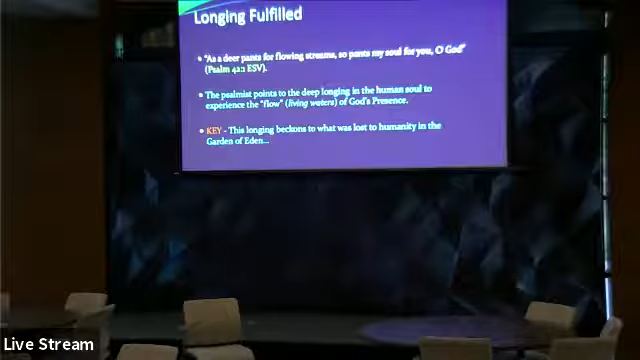 Longing Fulfilled
• "As a deer pants for flowing streams, so pants my soul for you, O God"
(Psalm 42:1 ESV).
• The psalmist points to the deep longing in the human soul to
experience the "flow" (living waters) of God's Presence.
• KEY - This longing beckons to what was lost to humanity in the
Garden of Eden...
Live Stream